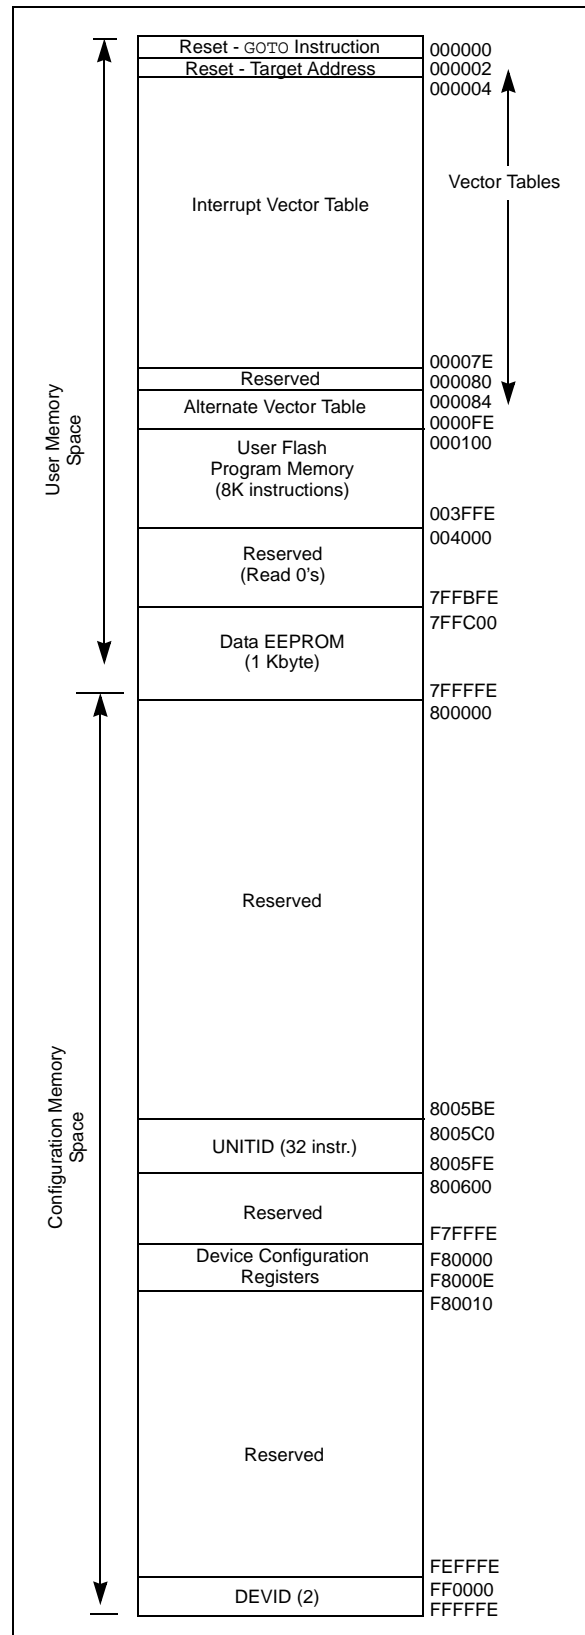 Reset - GOTO Instruction 000000
Reset - Target Address 000002
000004
Vector Tables
Interrupt Vector Table
00007E
Reserved 000080
Alternate Vector Table 000084
0000FE
User Memory
Space
User Flash
Program Memory
(8K instructions)
000100
003FFE
004000
Reserved
(Read 0's)
7FFBFE
7FFC00
Data EEPROM
(1 Kbyte)
7FFFFE
800000
Reserved
Configuration Memory
Space
8005BE
8005C0
UNITID (32 instr.)
8005FE
800600
Reserved
F7FFFE
Device Configuration
Registers
F80000
F8000E
F80010
Reserved
FEFFFE
DEVID (2)
FF0000
FFFFFE